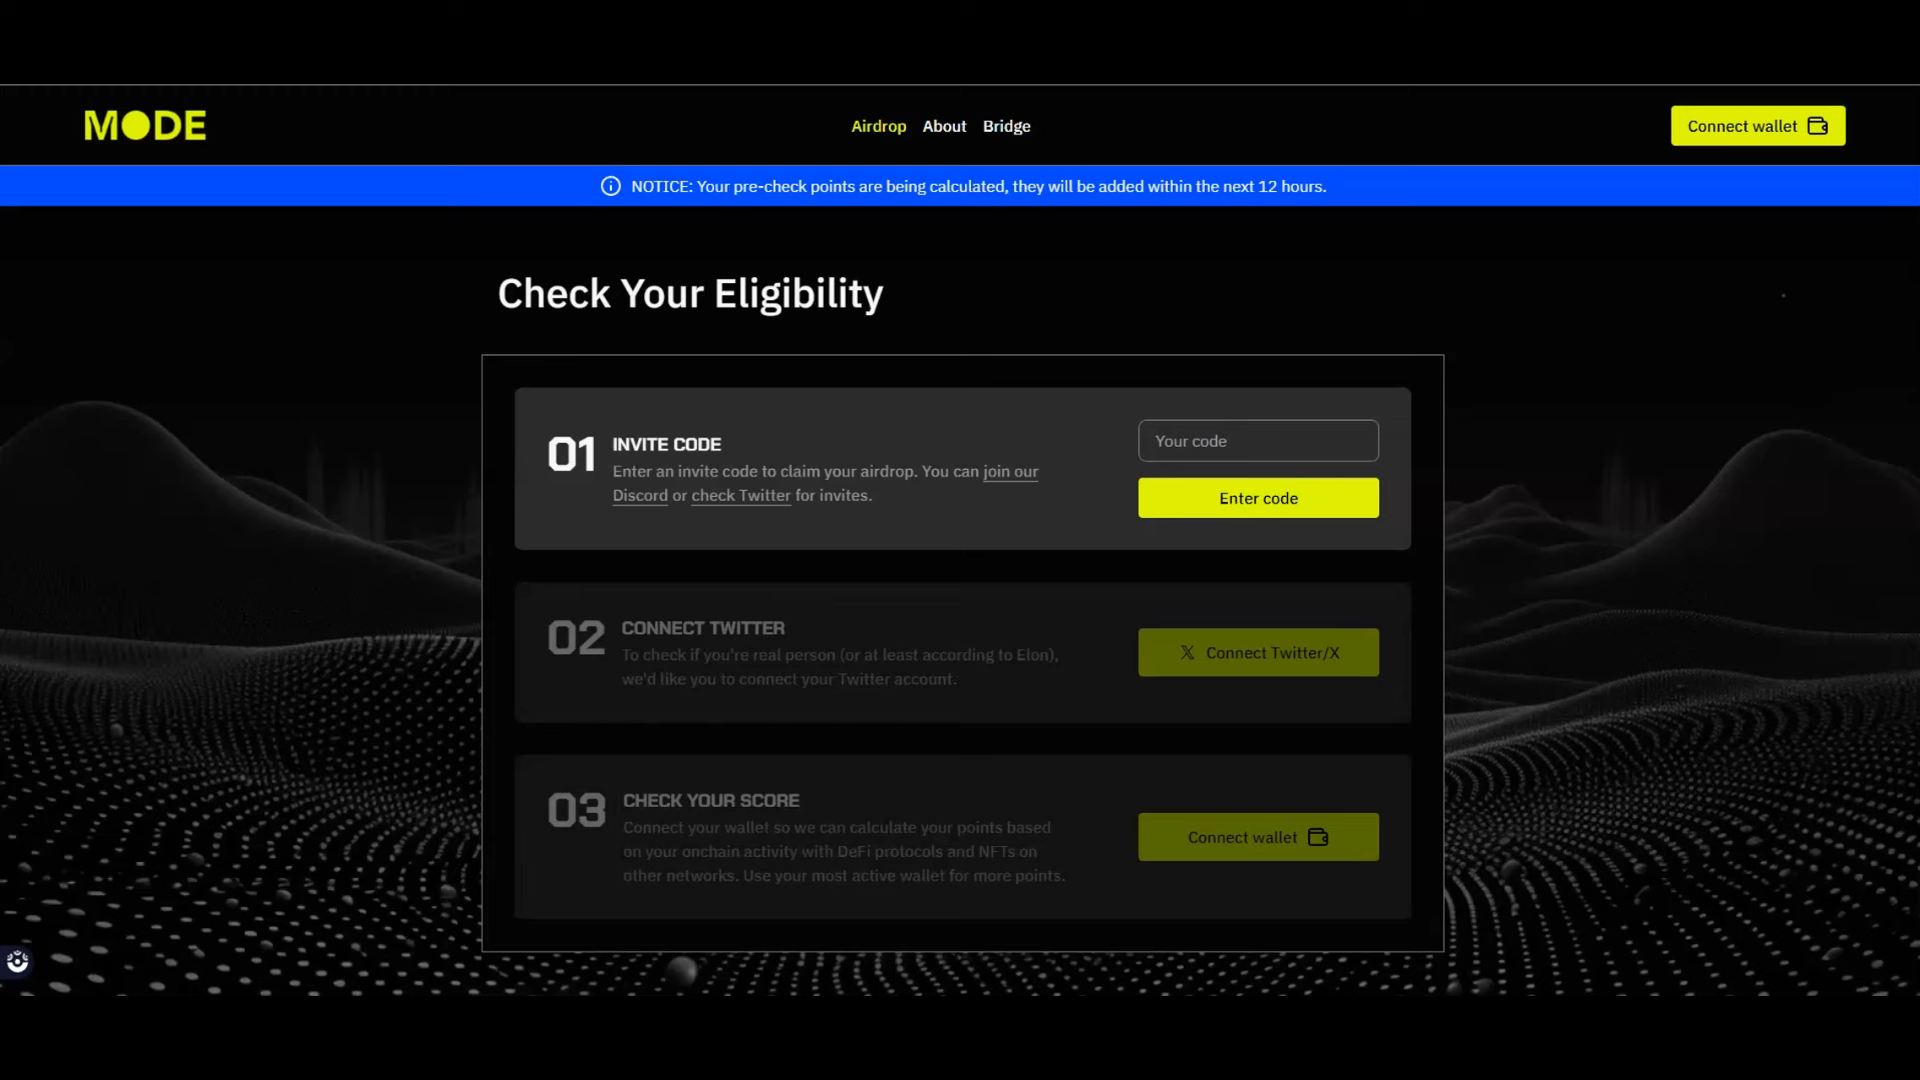 MODE
Airdrop About Bridge
Connect wallet
NOTICE: Your pre-check points are being calculated, they will be added within the next 12 hours.
Check Your Eligibility
01 INVITE CODE
Enter an invite code to claim your airdrop. You can join our
Discord or check Twitter for invites.
Your code
Enter code
02 CONNECT TWITTER
To check if you're real person (or at least according to Elon),
we'd like you to connect your Twitter account.
X Connect Twitter/X
03 CHECK YOUR SCORE
Connect your wallet so we can calculate your points based
on your onchain activity with DeFi protocols and NFTs on
other networks. Use your most active wallet for more points.
Connect wallet